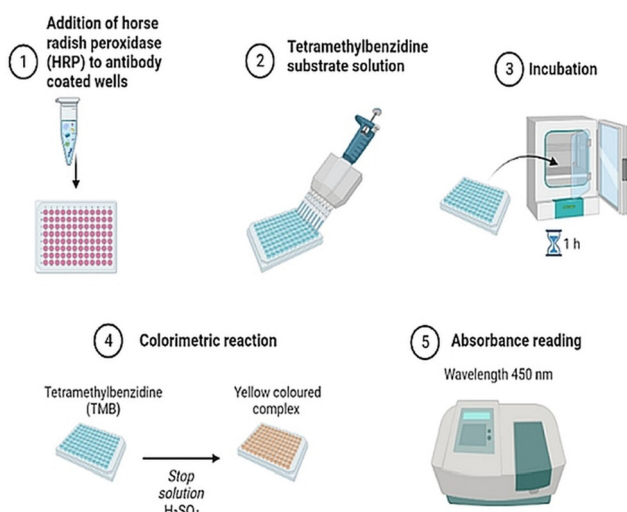 1
Addition of horse
radish peroxidase
(HRP) to antibody
coated wells
2
Tetramethylbenzidine
substrate solution
3
Incubation
1 h
4
Colorimetric reaction
Tetramethylbenzidine
(TMB)
Stop
solution
H₂SO₄
Yellow coloured
complex
5
Absorbance reading
Wavelength 450 nm